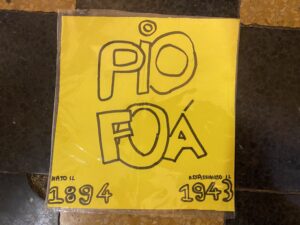 PIO
FOÁ
NATO IL ASSASSINATO IL
1894 1943